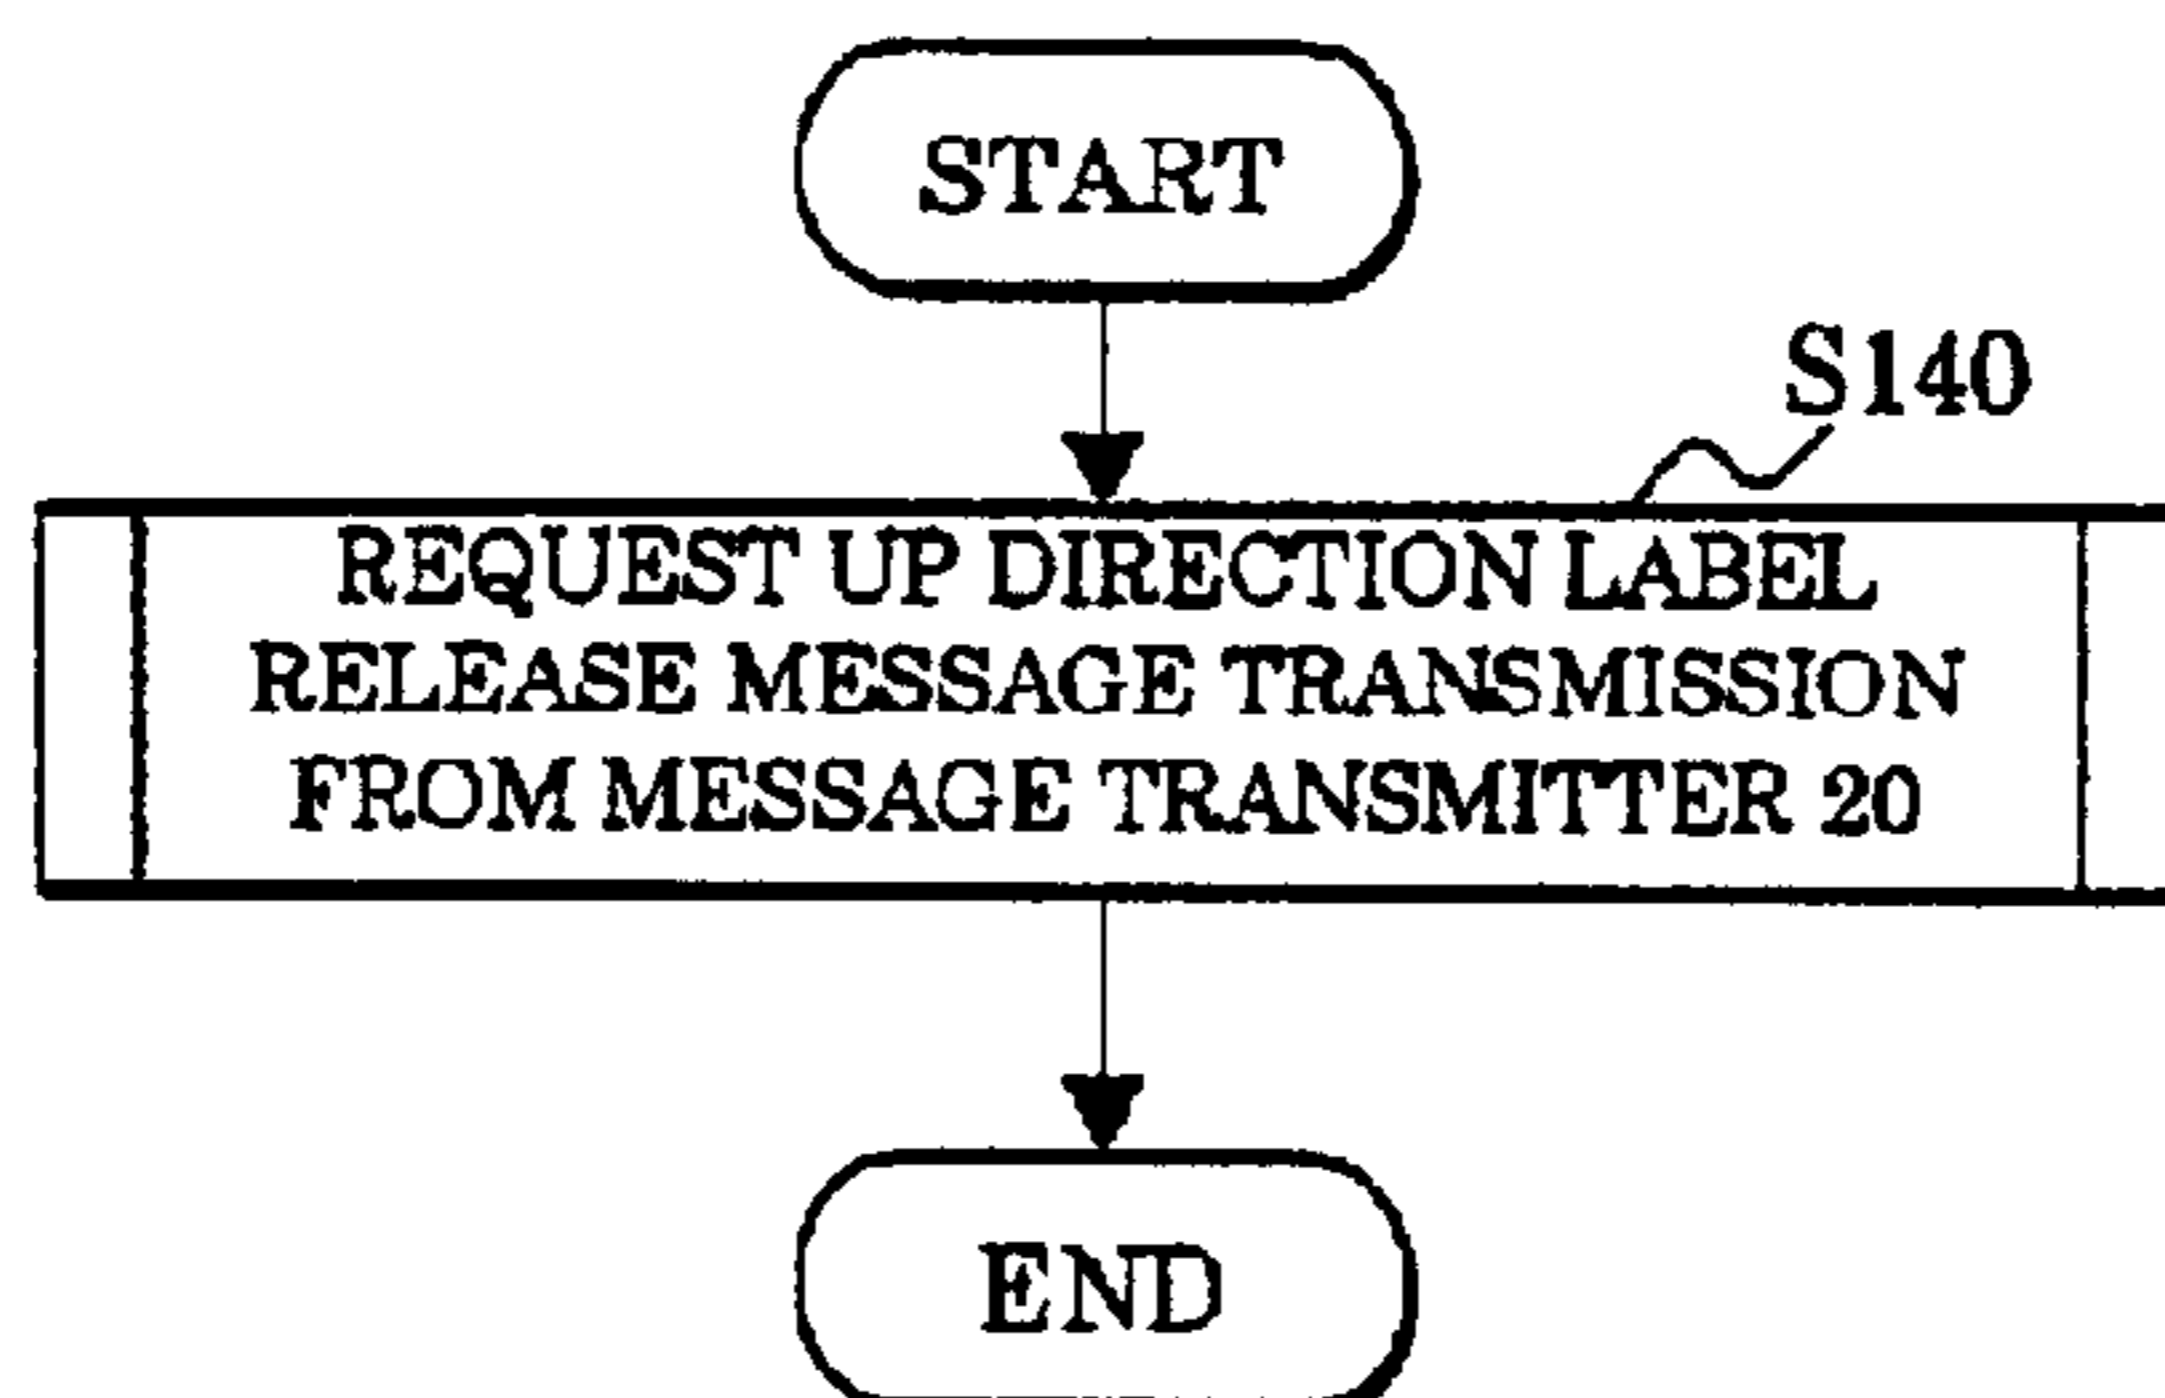 START
S140
REQUEST UP DIRECTION LABEL
RELEASE MESSAGE TRANSMISSION
FROM MESSAGE TRANSMITTER 20
END